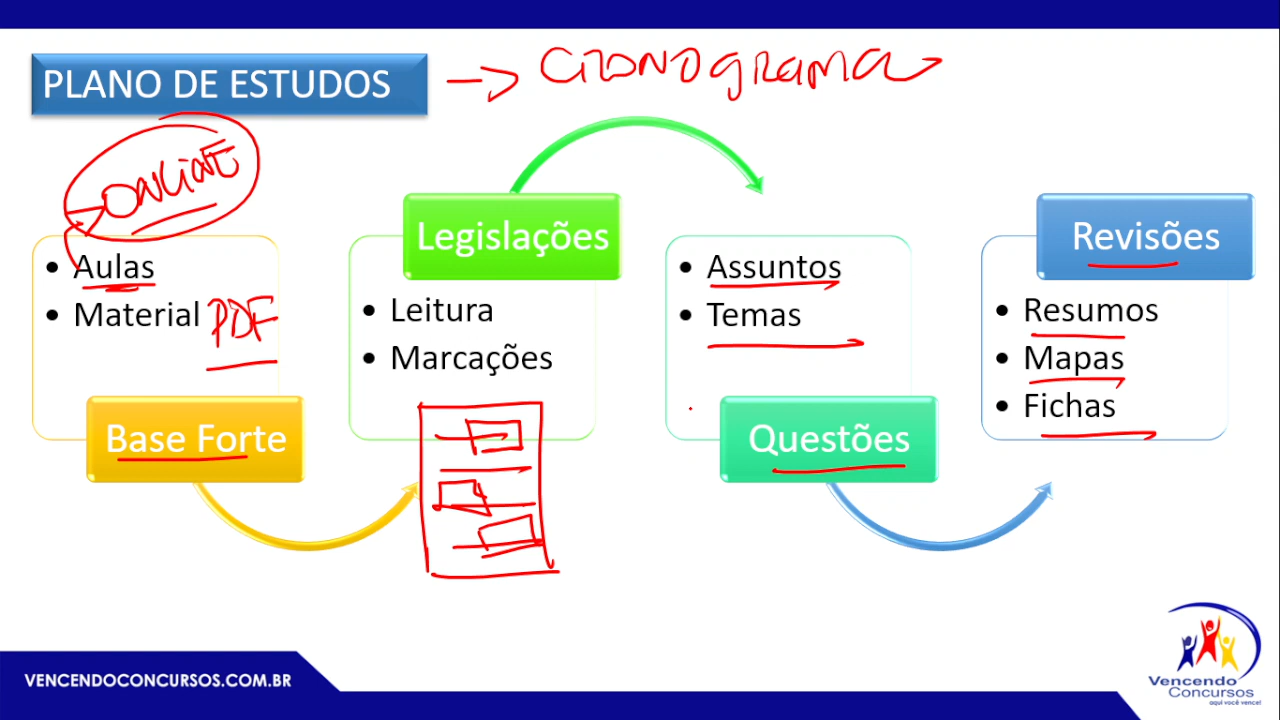 PLANO DE ESTUDOS → CRONOGRAMA
ONLINE
• Aulas
• Material PDF
Base Forte
Legislações
• Leitura
• Marcações
• Assuntos
• Temas
Questões
Revisões
• Resumos
• Mapas
• Fichas
VENCENDOCONCURSOS.COM.BR
Vencendo
Concursos
aqui você vence!